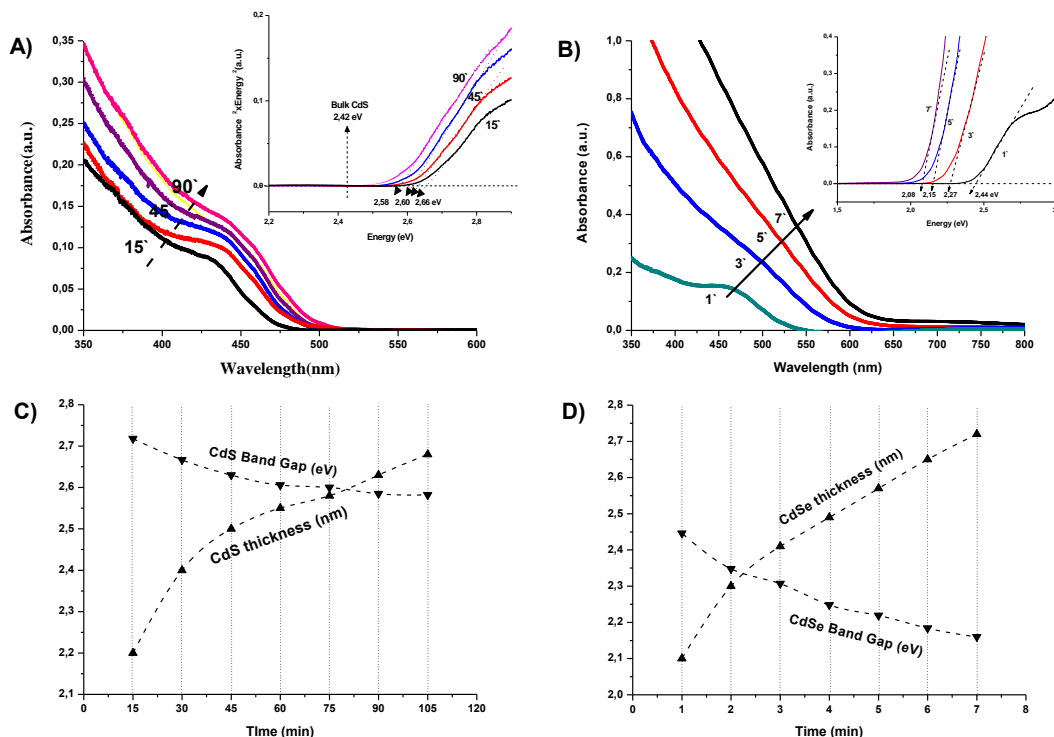 A)
0,35
0,30
0,25
0,20
0,15
0,10
0,05
0,00
350
400
450
500
550
600
Absorbance(a.u.)
Wavelength(nm)
90`
45`
15`
0,2
0,1
0,0
2,2
2,4
2,6
2,8
Absorbance ²xEnergy ²(a.u.)
Energy (eV)
Bulk CdS
2,42 eV
90`
45`
15`
2,58 2,60 2,66 eV
B)
1,0
0,8
0,6
0,4
0,2
0,0
350 400 450 500 550 600 650 700 750 800
Absorbance (a.u.)
Wavelength (nm)
7`
5`
3`
1`
0,4
0,3
0,2
0,1
0,0
1,5
2,0
2,5
Absorbance (a.u.)
Energy (eV)
7`
5`
3`
1`
2,08 2,15 2,27 2,44 eV
C)
2,8
2,7
2,6
2,5
2,4
2,3
2,2
2,1
0 15 30 45 60 75 90 105 120
TIme (min)
CdS Band Gap (eV)
CdS thickness (nm)
D)
2,8
2,7
2,6
2,5
2,4
2,3
2,2
2,1
2,0
0 1 2 3 4 5 6 7 8
Time (min)
CdSe thickness (nm)
CdSe Band Gap (eV)